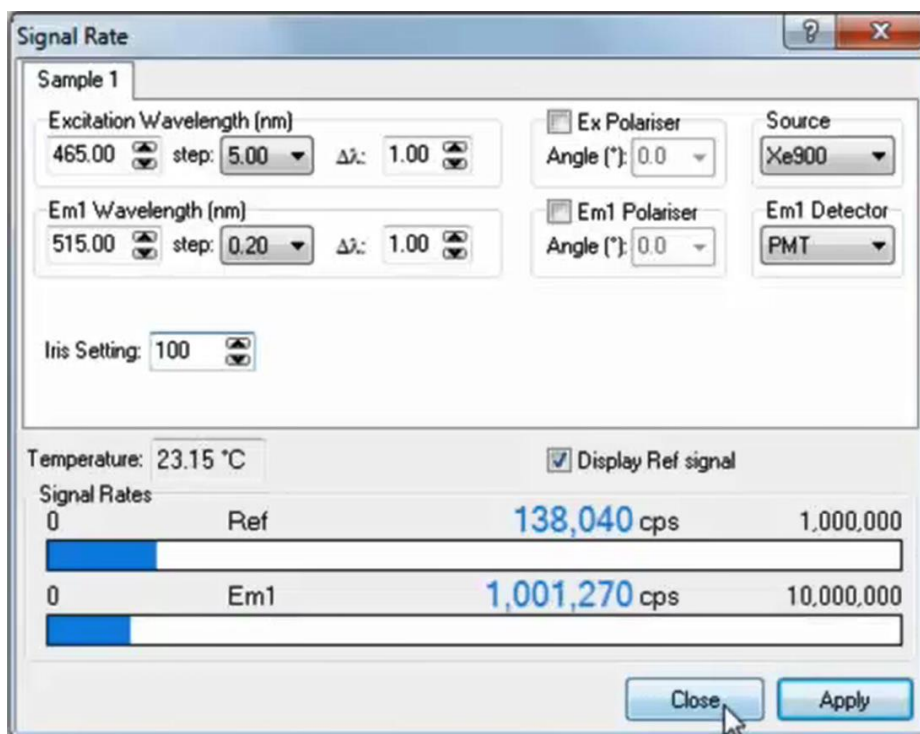 Signal Rate
Sample 1
Excitation Wavelength (nm)
465.00 step: 5.00 Δλ: 1.00
Ex Polariser
Angle (°): 0.0
Source
Xe900
Em1 Wavelength (nm)
515.00 step: 0.20 Δλ: 1.00
Em1 Polariser
Angle (°): 0.0
Em1 Detector
PMT
Iris Setting: 100
Temperature: 23.15 °C
Display Ref signal
Signal Rates
0 Ref 138,040 cps 1,000,000
0 Em1 1,001,270 cps 10,000,000
Close Apply